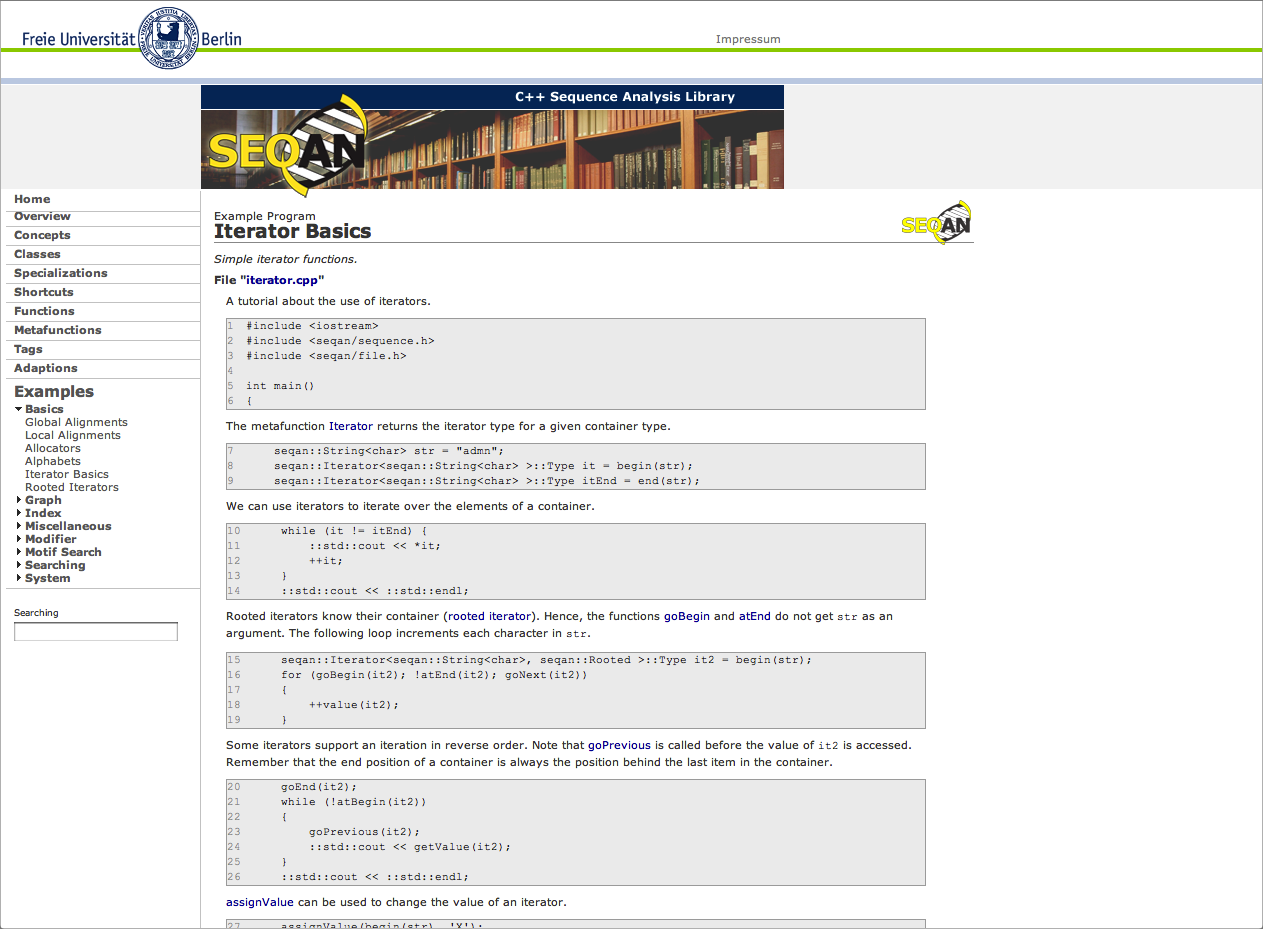 Freie Universität Berlin
Impressum
C++ Sequence Analysis Library
SEQAN
Home
Overview
Concepts
Classes
Specializations
Shortcuts
Functions
Metafunctions
Tags
Adaptions
Examples
Basics
Global Alignments
Local Alignments
Allocators
Alphabets
Iterator Basics
Rooted Iterators
Graph
Index
Miscellaneous
Modifier
Motif Search
Searching
System
Searching
Example Program
Iterator Basics
SEQAN
Simple iterator functions.
File "iterator.cpp"
A tutorial about the use of iterators.
1 #include <iostream>
2 #include <seqan/sequence.h>
3 #include <seqan/file.h>
4
5 int main()
6 {
The metafunction Iterator returns the iterator type for a given container type.
7 seqan::String<char> str = "admn";
8 seqan::Iterator<seqan::String<char> >::Type it = begin(str);
9 seqan::Iterator<seqan::String<char> >::Type itEnd = end(str);
We can use iterators to iterate over the elements of a container.
10 while (it != itEnd) {
11 ::std::cout << *it;
12 ++it;
13 }
14 ::std::cout << ::std::endl;
Rooted iterators know their container (rooted iterator). Hence, the functions goBegin and atEnd do not get str as an
argument. The following loop increments each character in str.
15 seqan::Iterator<seqan::String<char>, seqan::Rooted >::Type it2 = begin(str);
16 for (goBegin(it2); !atEnd(it2); goNext(it2))
17 {
18 ++value(it2);
19 }
Some iterators support an iteration in reverse order. Note that goPrevious is called before the value of it2 is accessed.
Remember that the end position of a container is always the position behind the last item in the container.
20 goEnd(it2);
21 while (!atBegin(it2))
22 {
23 goPrevious(it2);
24 ::std::cout << getValue(it2);
25 }
26 ::std::cout << ::std::endl;
assignValue can be used to change the value of an iterator.
27 assignValue(begin(str), 'X');